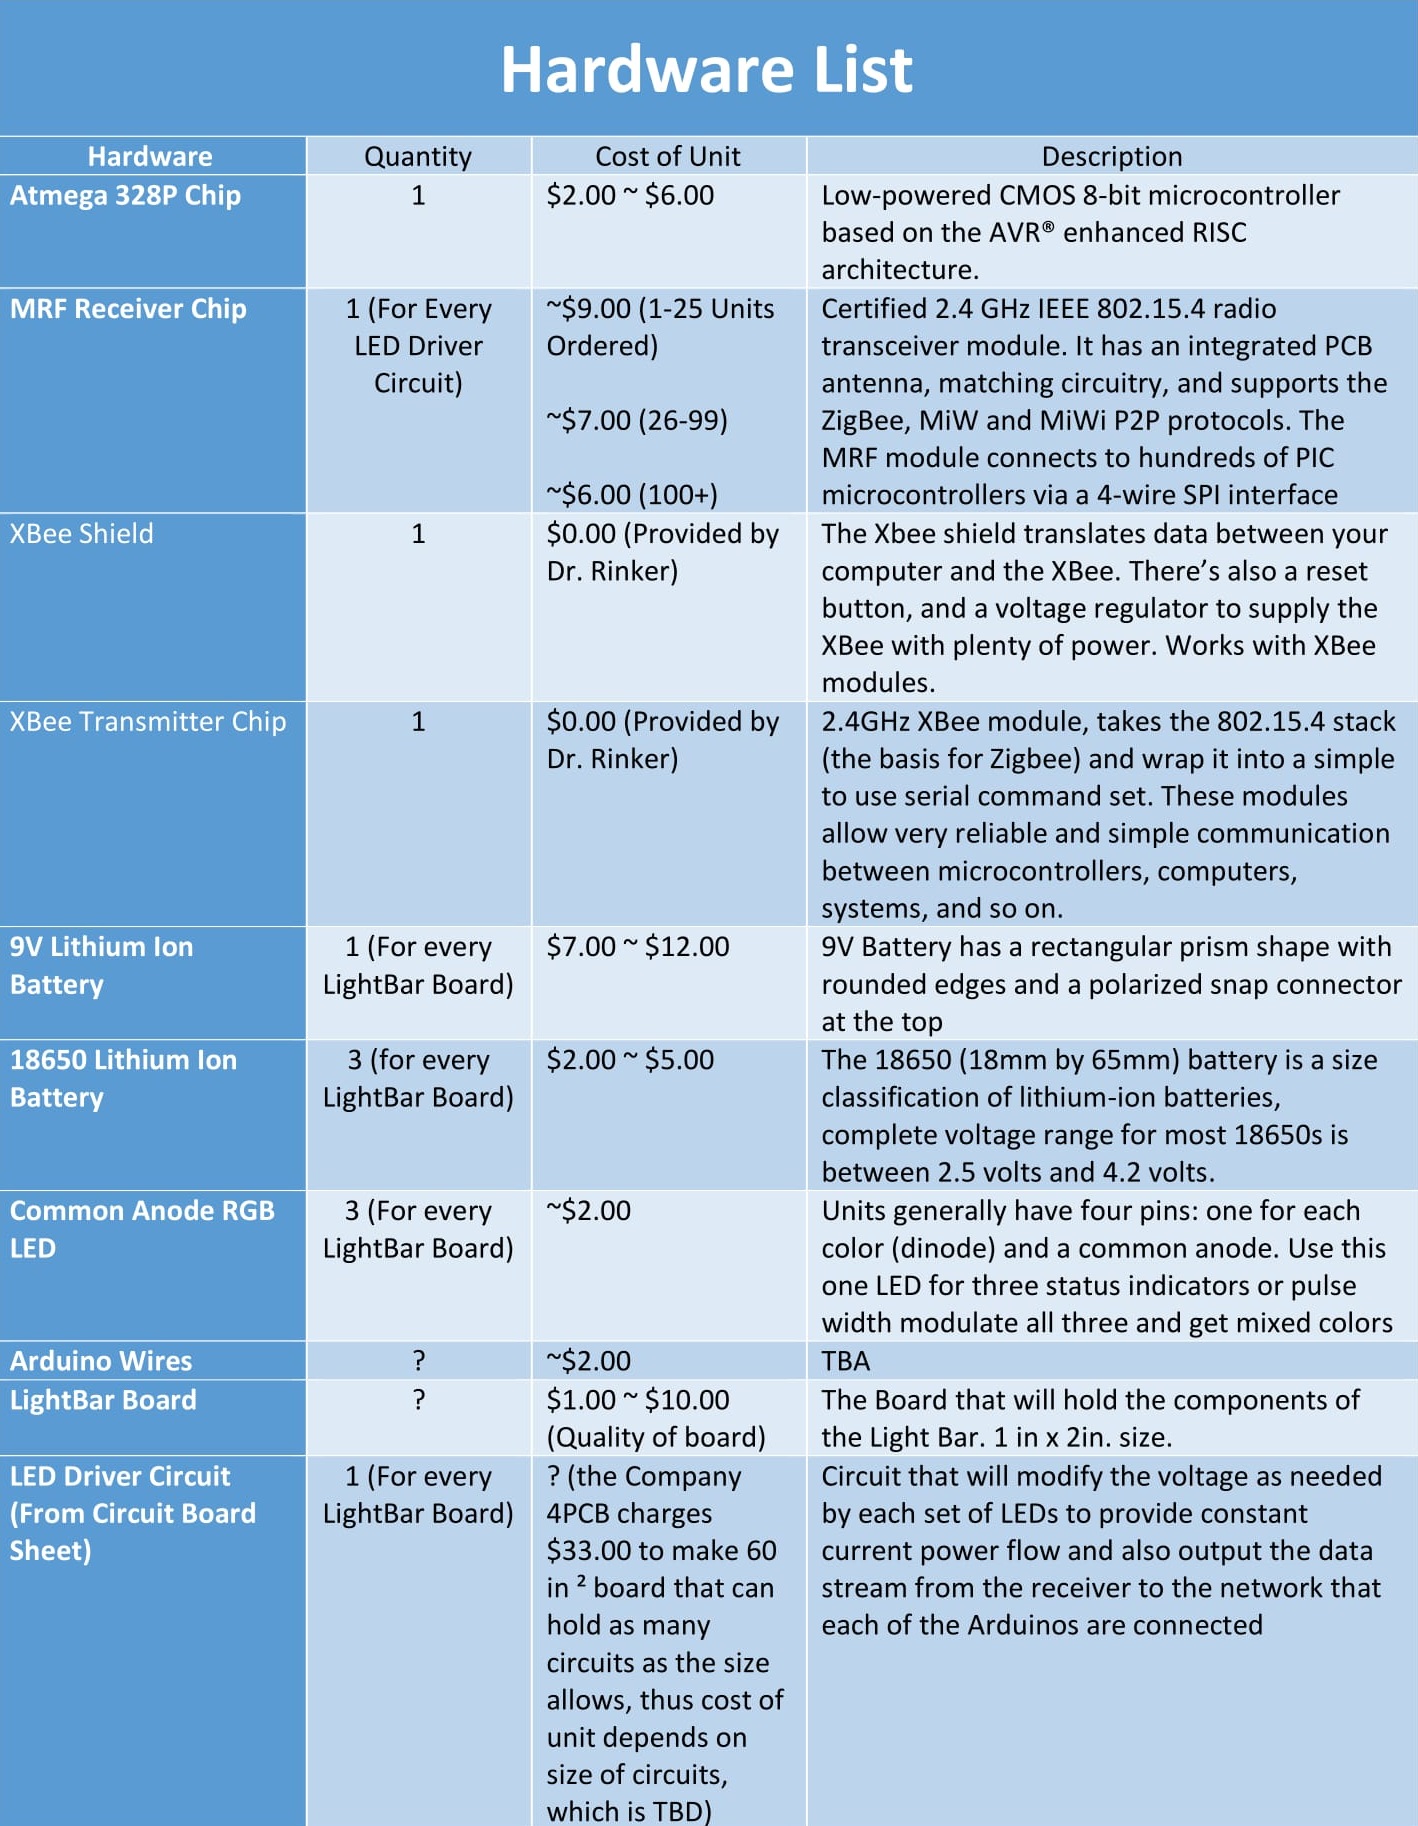 Hardware List
Hardware
Quantity
Cost of Unit
Description
Atmega 328P Chip
1
$2.00 ~ $6.00
Low-powered CMOS 8-bit microcontroller
based on the AVR® enhanced RISC
architecture.
MRF Receiver Chip
1 (For Every
LED Driver
Circuit)
~$9.00 (1-25 Units
Ordered)
~$7.00 (26-99)
~$6.00 (100+)
Certified 2.4 GHz IEEE 802.15.4 radio
transceiver module. It has an integrated PCB
antenna, matching circuitry, and supports the
ZigBee, MiW and MiWi P2P protocols. The
MRF module connects to hundreds of PIC
microcontrollers via a 4-wire SPI interface
XBee Shield
1
$0.00 (Provided by
Dr. Rinker)
The Xbee shield translates data between your
computer and the XBee. There’s also a reset
button, and a voltage regulator to supply the
XBee with plenty of power. Works with XBee
modules.
XBee Transmitter Chip
1
$0.00 (Provided by
Dr. Rinker)
2.4GHz XBee module, takes the 802.15.4 stack
(the basis for Zigbee) and wrap it into a simple
to use serial command set. These modules
allow very reliable and simple communication
between microcontrollers, computers,
systems, and so on.
9V Lithium Ion
Battery
1 (For every
LightBar Board)
$7.00 ~ $12.00
9V Battery has a rectangular prism shape with
rounded edges and a polarized snap connector
at the top
18650 Lithium Ion
Battery
3 (for every
LightBar Board)
$2.00 ~ $5.00
The 18650 (18mm by 65mm) battery is a size
classification of lithium-ion batteries,
complete voltage range for most 18650s is
between 2.5 volts and 4.2 volts.
Common Anode RGB
LED
3 (For every
LightBar Board)
~$2.00
Units generally have four pins: one for each
color (dinode) and a common anode. Use this
one LED for three status indicators or pulse
width modulate all three and get mixed colors
Arduino Wires
?
~$2.00
TBA
LightBar Board
?
$1.00 ~ $10.00
(Quality of board)
The Board that will hold the components of
the Light Bar. 1 in x 2in. size.
LED Driver Circuit
(From Circuit Board
Sheet)
1 (For every
LightBar Board)
? (the Company
4PCB charges
$33.00 to make 60
in ² board that can
hold as many
circuits as the size
allows, thus cost of
unit depends on
size of circuits,
which is TBD)
Circuit that will modify the voltage as needed
by each set of LEDs to provide constant
current power flow and also output the data
stream from the receiver to the network that
each of the Arduinos are connected